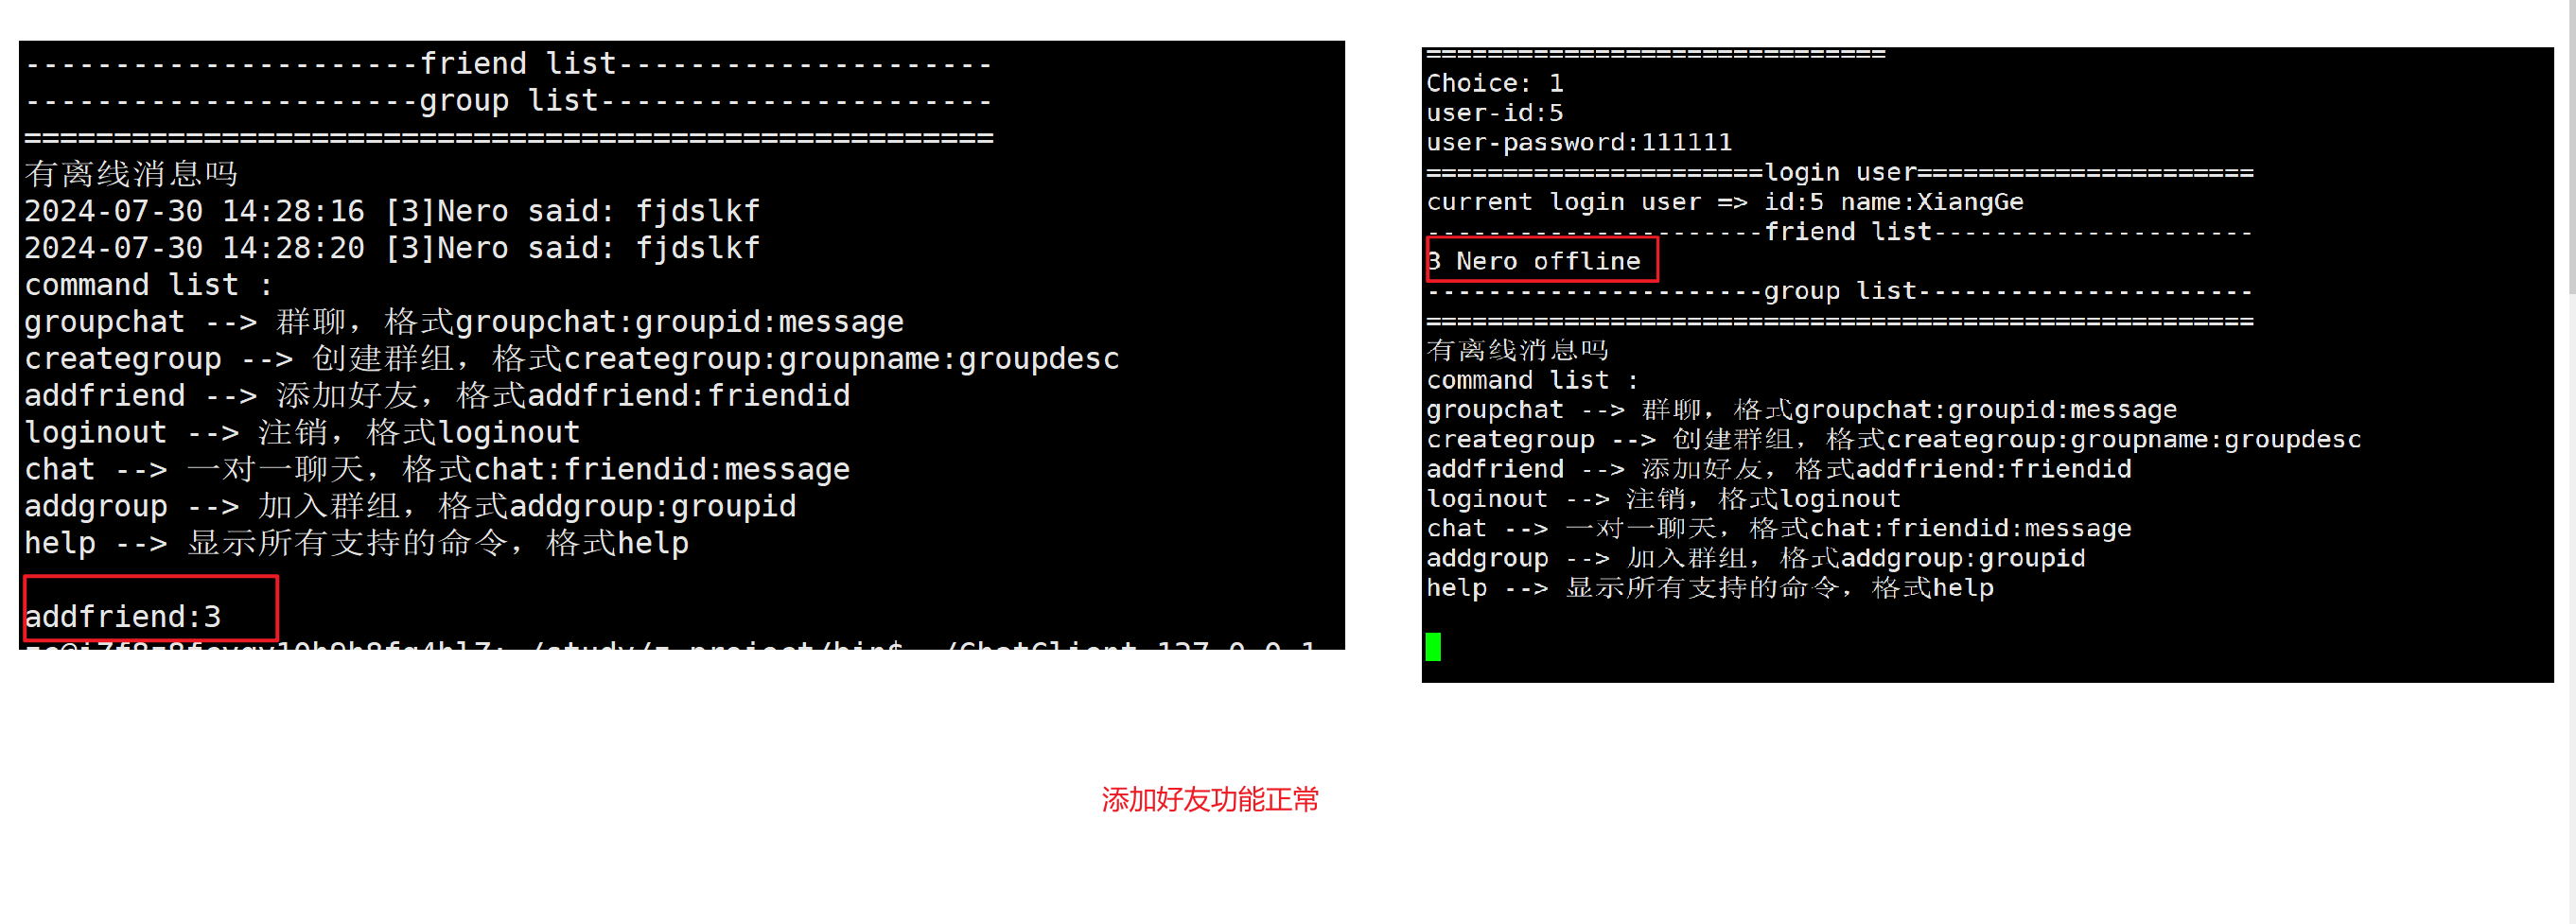 ----------------------friend list---------------------
----------------------group list----------------------
======================================================
有离线消息吗
2024-07-30 14:28:16 [3]Nero said: fjdslkf
2024-07-30 14:28:20 [3]Nero said: fjdslkf
command list :
groupchat --> 群聊，格式groupchat:groupid:message
creategroup --> 创建群组，格式creategroup:groupname:groupdesc
addfriend --> 添加好友，格式addfriend:friendid
loginout --> 注销，格式loginout
chat --> 一对一聊天，格式chat:friendid:message
addgroup --> 加入群组，格式addgroup:groupid
help --> 显示所有支持的命令，格式help
addfriend:3
==============================
Choice: 1
user-id:5
user-password:111111
======================login user======================
current login user => id:5 name:XiangGe
----------------------friend list---------------------
3 Nero offline
----------------------group list----------------------
======================================================
有离线消息吗
command list :
groupchat --> 群聊，格式groupchat:groupid:message
creategroup --> 创建群组，格式creategroup:groupname:groupdesc
addfriend --> 添加好友，格式addfriend:friendid
loginout --> 注销，格式loginout
chat --> 一对一聊天，格式chat:friendid:message
addgroup --> 加入群组，格式addgroup:groupid
help --> 显示所有支持的命令，格式help
添加好友功能正常